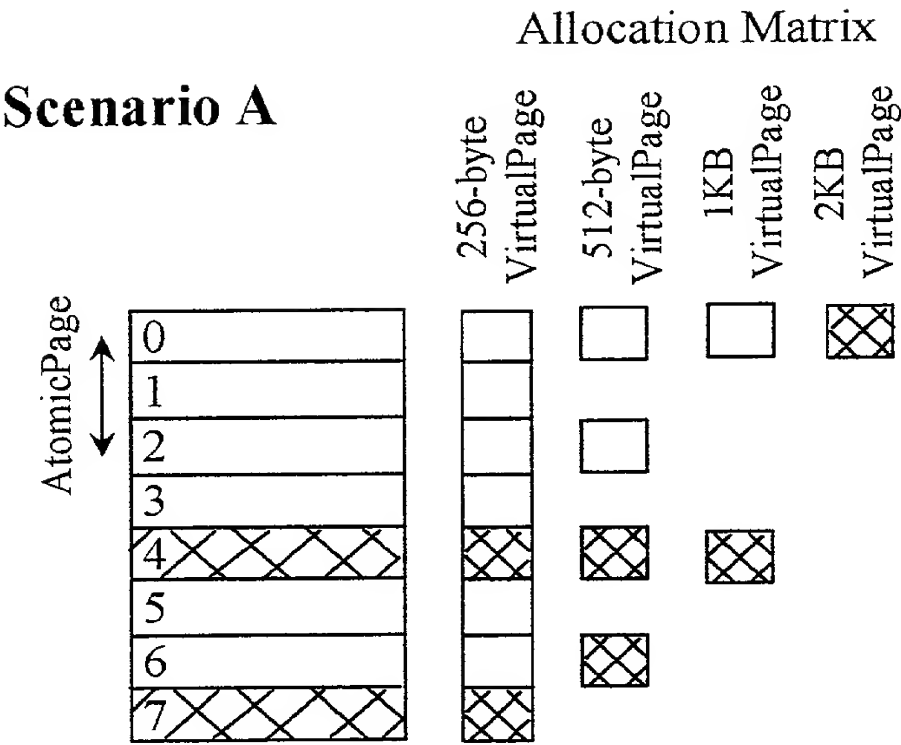 Allocation Matrix
Scenario A
256-byte
VirtualPage
512-byte
VirtualPage
1KB
VirtualPage
2KB
VirtualPage
AtomicPage
0
1
2
3
4
5
6
7